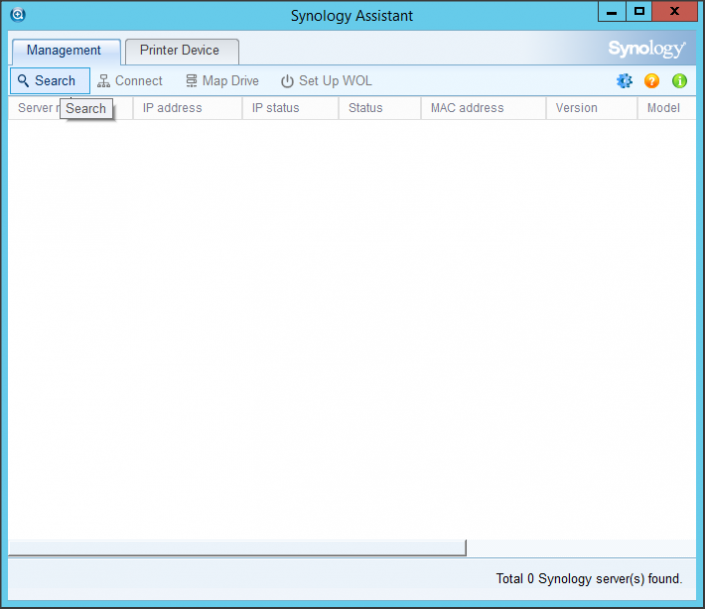 Synology Assistant
Management Printer Device Synology
Search Connect Map Drive Set Up WOL
Server IP address IP status Status MAC address Version Model
Search
Total 0 Synology server(s) found.